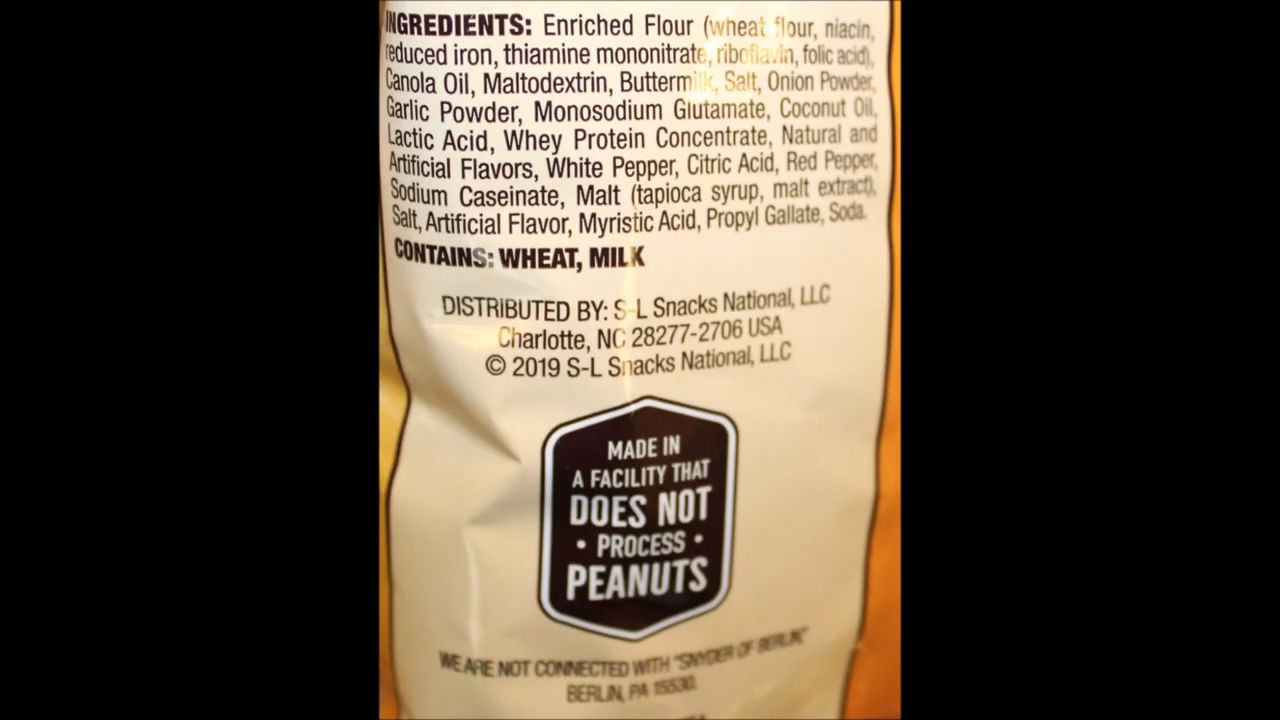 INGREDIENTS: Enriched Flour (wheat flour, niacin,
reduced iron, thiamine mononitrate, riboflavin, folic acid),
Canola Oil, Maltodextrin, Buttermilk, Salt, Onion Powder,
Garlic Powder, Monosodium Glutamate, Coconut Oil,
Lactic Acid, Whey Protein Concentrate, Natural and
Artificial Flavors, White Pepper, Citric Acid, Red Pepper,
Sodium Caseinate, Malt (tapioca syrup, malt extract),
Salt, Artificial Flavor, Myristic Acid, Propyl Gallate, Soda.
CONTAINS: WHEAT, MILK
DISTRIBUTED BY: S-L Snacks National, LLC
Charlotte, NC 28277-2706 USA
© 2019 S-L Snacks National, LLC
MADE IN
A FACILITY THAT
DOES NOT
• PROCESS •
PEANUTS
WE ARE NOT CONNECTED WITH "SNYDER OF BERLIN,"
BERLIN, PA 15530.